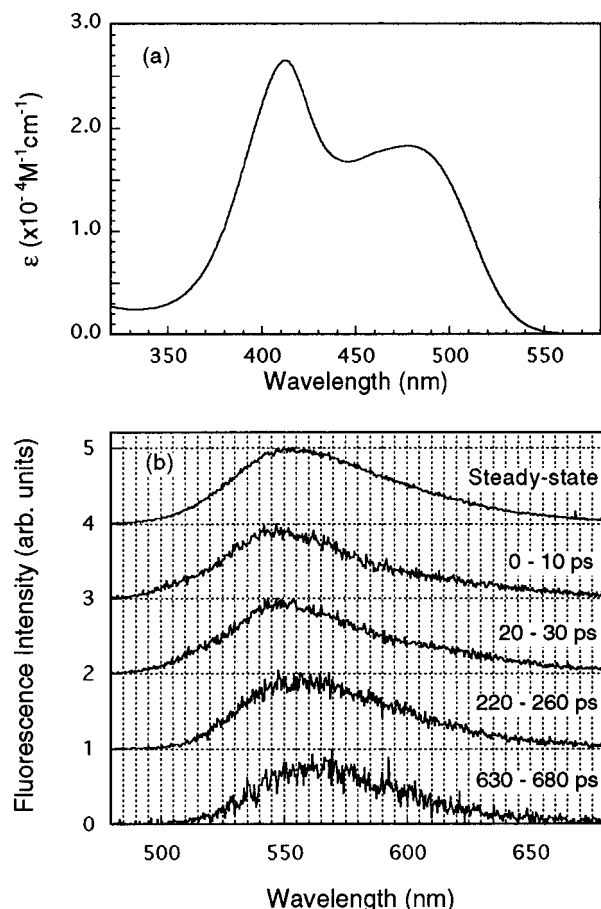 3.0
(a)
2.0
1.0
0.0
ε (x10⁻⁴M⁻¹cm⁻¹)
350 400 450 500 550
Wavelength (nm)
5
(b)
Steady-state
4
0 - 10 ps
3
20 - 30 ps
2
220 - 260 ps
1
630 - 680 ps
0
Fluorescence Intensity (arb. units)
500 550 600 650
Wavelength (nm)